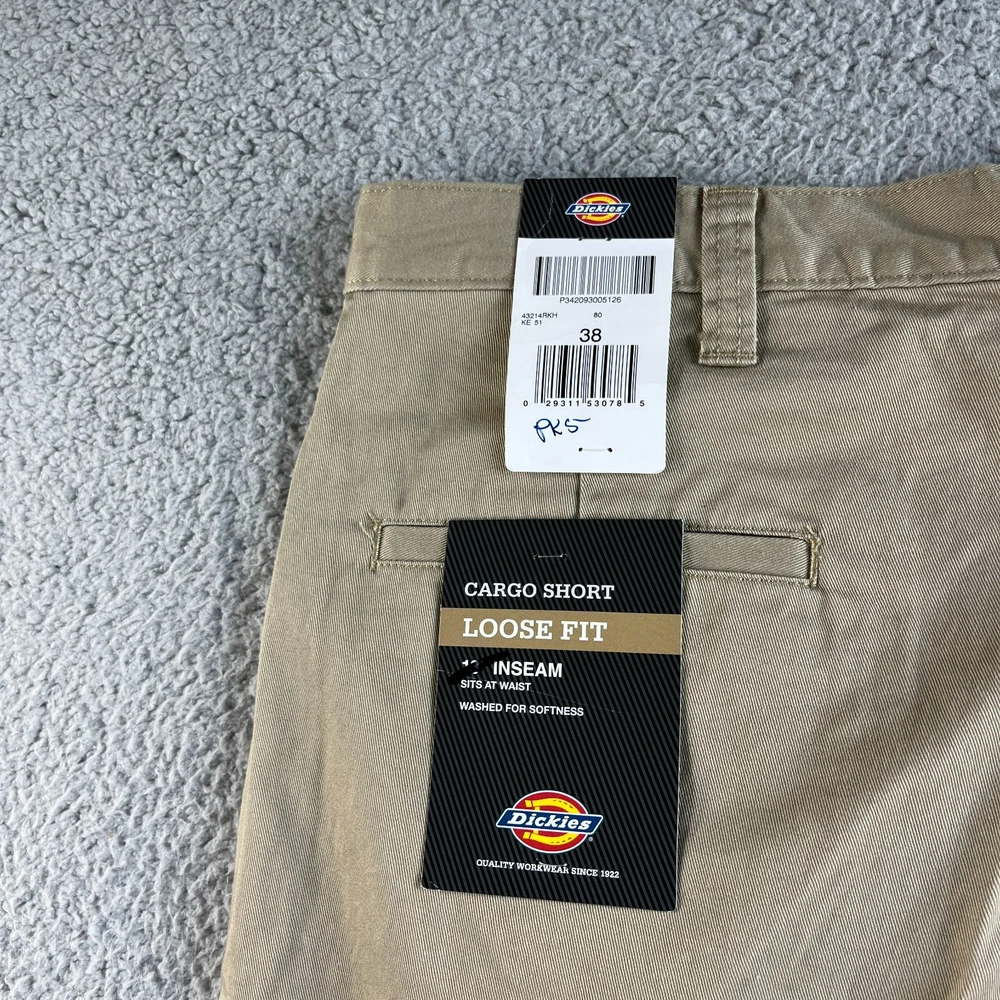 Dickies
P342093005126
43214RKH 80
KE 51
38
0 29311 53078 5
PK5
CARGO SHORT
LOOSE FIT
INSEAM
SITS AT WAIST
WASHED FOR SOFTNESS
Dickies
QUALITY WORKWEAR SINCE 1922